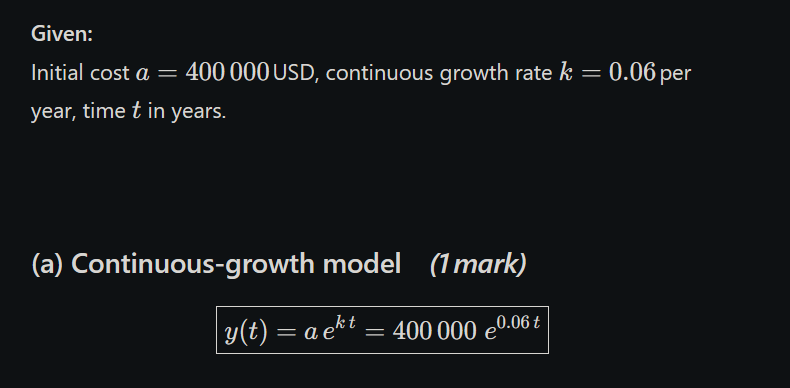 Given:
Initial cost a = 400 000 USD, continuous growth rate k = 0.06 per
year, time t in years.
(a) Continuous-growth model (1 mark)
y(t) = a e^{k t} = 400 000 e^{0.06 t}